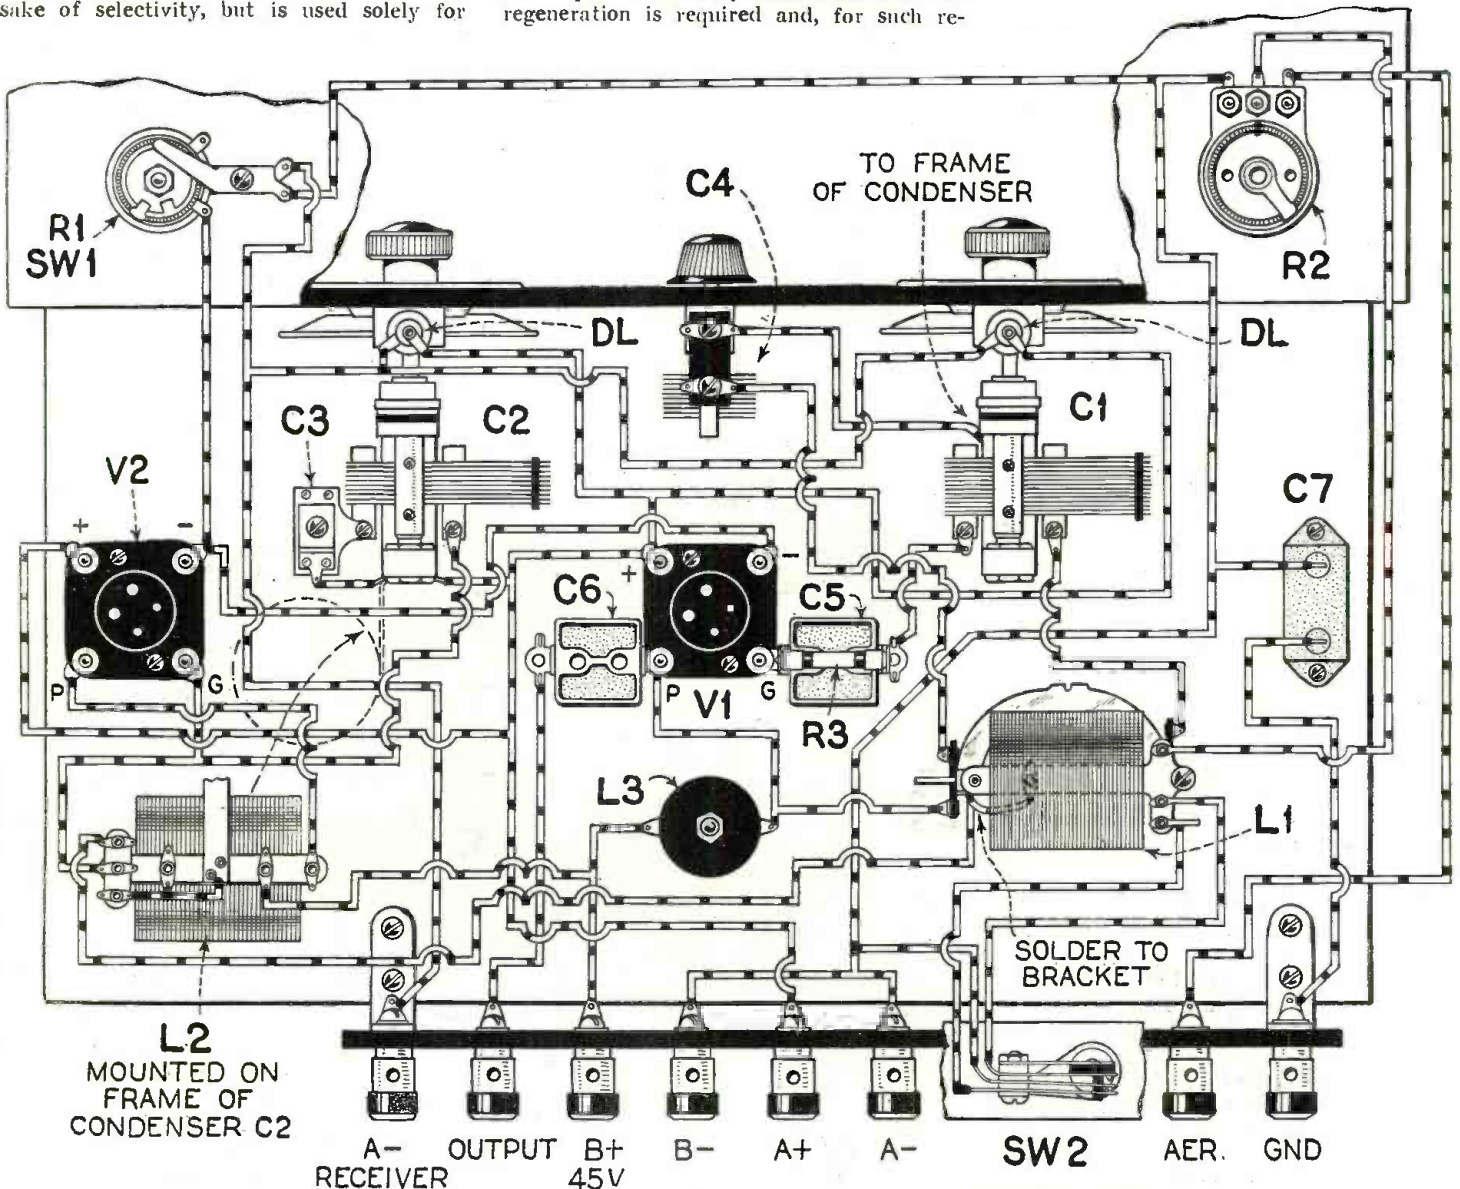 sake of selectivity, but is used solely for
regeneration is required and, for such re-
TO FRAME
OF CONDENSER
C4
R1
SW1
R2
DL
DL
C3
C2
C1
V2
C7
+
-
+
-
C6
C5
P
G
P
V1
G
R3
L3
L1
SOLDER TO
BRACKET
L2
MOUNTED ON
FRAME OF
CONDENSER C2
A-
RECEIVER
OUTPUT
B+
45V
B-
A+
A-
SW2
AER.
GND